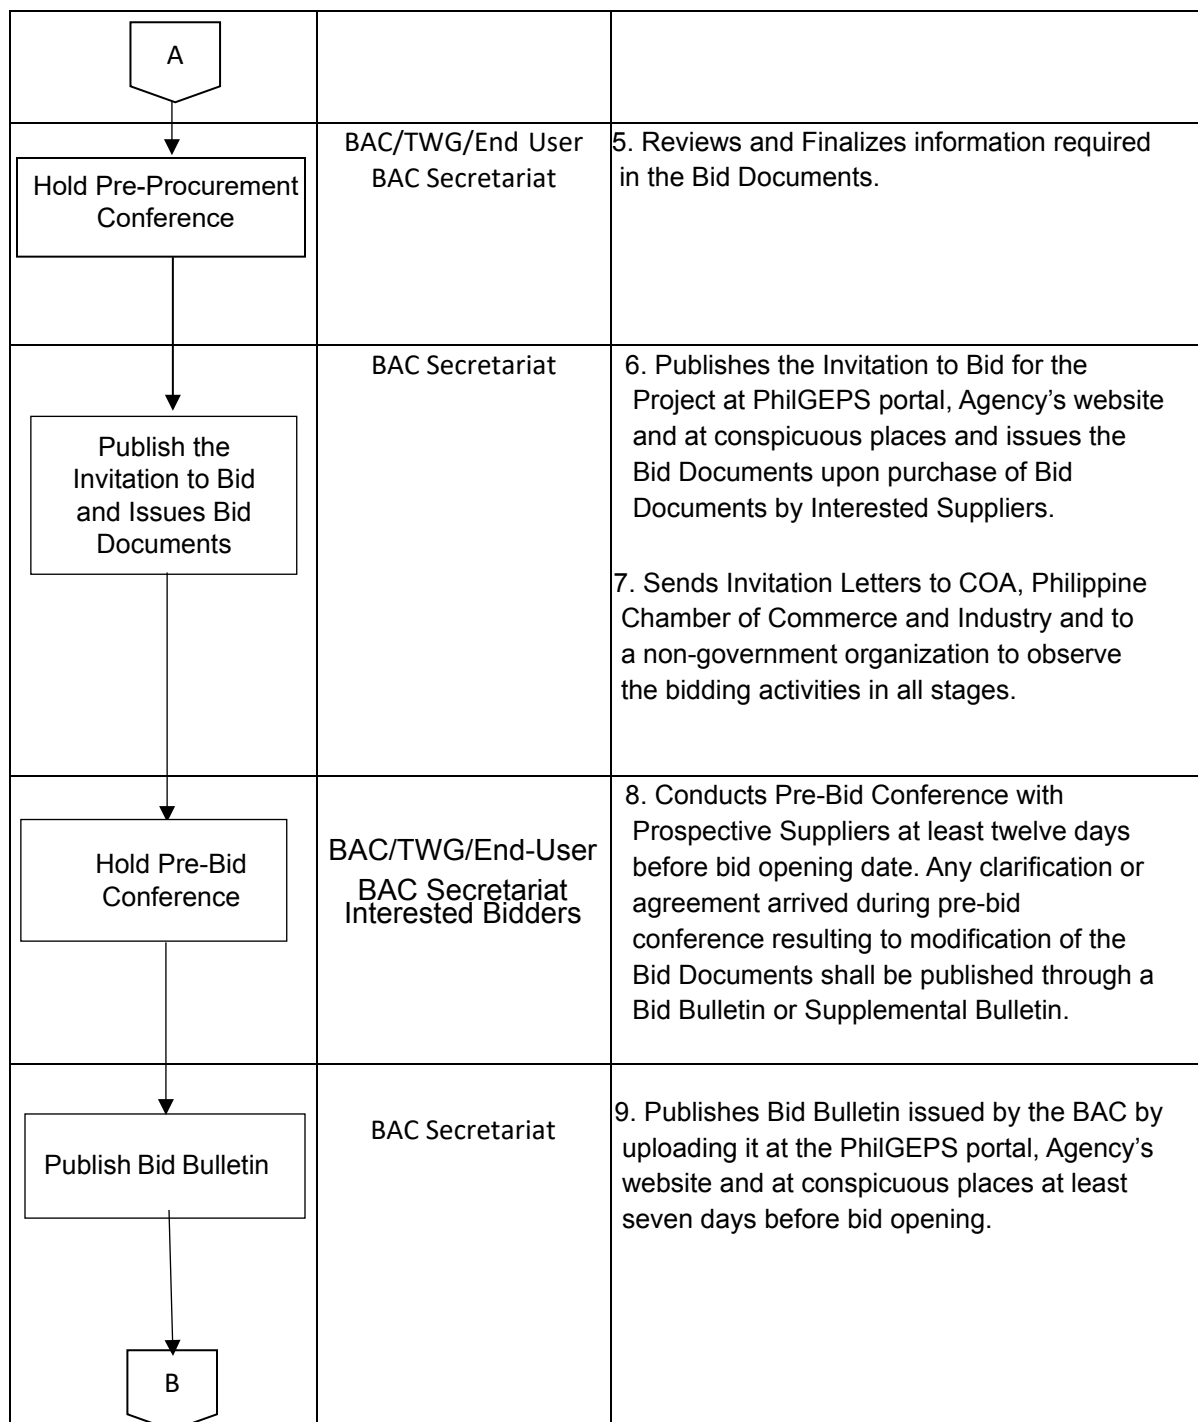 A
Hold Pre-Procurement
Conference
BAC/TWG/End User
BAC Secretariat
5. Reviews and Finalizes information required
in the Bid Documents.
Publish the
Invitation to Bid
and Issues Bid
Documents
BAC Secretariat
6. Publishes the Invitation to Bid for the
Project at PhilGEPS portal, Agency’s website
and at conspicuous places and issues the
Bid Documents upon purchase of Bid
Documents by Interested Suppliers.
7. Sends Invitation Letters to COA, Philippine
Chamber of Commerce and Industry and to
a non-government organization to observe
the bidding activities in all stages.
Hold Pre-Bid
Conference
BAC/TWG/End-User
BAC Secretariat
Interested Bidders
8. Conducts Pre-Bid Conference with
Prospective Suppliers at least twelve days
before bid opening date. Any clarification or
agreement arrived during pre-bid
conference resulting to modification of the
Bid Documents shall be published through a
Bid Bulletin or Supplemental Bulletin.
Publish Bid Bulletin
BAC Secretariat
9. Publishes Bid Bulletin issued by the BAC by
uploading it at the PhilGEPS portal, Agency’s
website and at conspicuous places at least
seven days before bid opening.
B